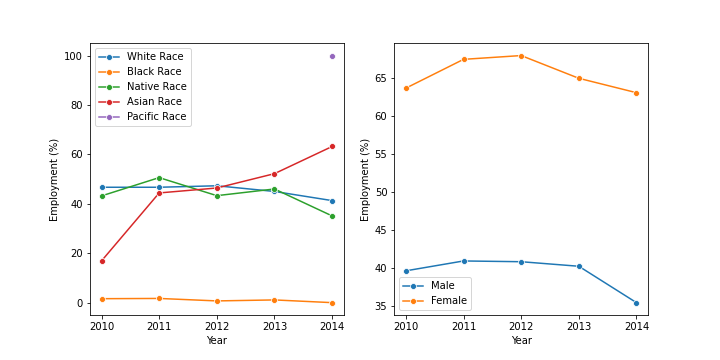 White Race
Black Race
Native Race
Asian Race
Pacific Race
100
80
60
40
20
0
Employment (%)
2010 2011 2012 2013 2014
Year
65
60
55
50
45
40
35
Employment (%)
Male
Female
2010 2011 2012 2013 2014
Year